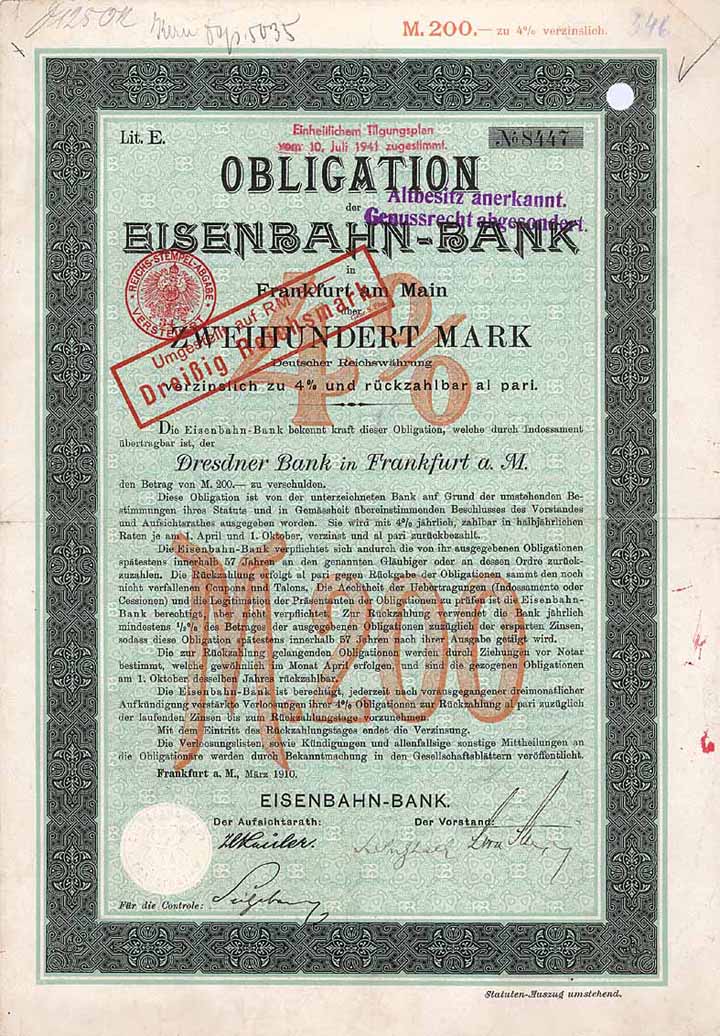 M. 200.— zu 4% verzinslich.
346
Lit. E.
Einheitlichem Tilgungsplan
vom 10. Juli 1941 zugestimmt.
No 8447
OBLIGATION
Altbesitz anerkannt.
der
Genussrecht abgesondert.
EISENBAHN-BANK
in
REICHS-STEMPEL-ABGABE
VERSTEUERT
Frankfurt am Main
über
Umgestellt auf RM
Dreißig Reichsmark
ZWEIHUNDERT MARK
Deutscher Reichswährung
verzinslich zu 4% und rückzahlbar al pari.
4%
Die Eisenbahn-Bank bekennt kraft dieser Obligation, welche durch Indossament
übertragbar ist, der
Dresdner Bank in Frankfurt a. M.
den Betrag von M. 200.— zu verschulden.
Diese Obligation ist von der unterzeichneten Bank auf Grund der umstehenden Be-
stimmungen ihres Statuts und in Gemässheit übereinstimmenden Beschlusses des Vorstandes
und Aufsichtsrathes ausgegeben worden. Sie wird mit 4% jährlich, zahlbar in halbjährlichen
Raten je am 1. April und 1. Oktober, verzinst und al pari zurückbezahlt.
Die Eisenbahn-Bank verpflichtet sich andurch die von ihr ausgegebenen Obligationen
spätestens innerhalb 57 Jahren an den genannten Gläubiger oder an dessen Ordre zurück-
zuzahlen. Die Rückzahlung erfolgt al pari gegen Rückgabe der Obligationen sammt den noch
nicht verfallenen Coupons und Talons. Die Aechtheit der Uebertragungen (Indossamente oder
Cessionen) und die Legitimation der Präsentanten der Obligationen zu prüfen ist die Eisenbahn-
Bank berechtigt, aber nicht verpflichtet. Zur Rückzahlung verwendet die Bank jährlich
mindestens ½% des Betrages der ausgegebenen Obligationen zuzüglich der ersparten Zinsen,
sodass diese Obligation spätestens innerhalb 57 Jahren nach ihrer Ausgabe getilgt wird.
Die zur Rückzahlung gelangenden Obligationen werden durch Ziehungen vor Notar
bestimmt, welche gewöhnlich im Monat April erfolgen, und sind die gezogenen Obligationen
am 1. Oktober desselben Jahres rückzahlbar.
Die Eisenbahn-Bank ist berechtigt, jederzeit nach vorausgegangener dreimonatlicher
Aufkündigung verstärkte Verloosungen ihrer 4% Obligationen zur Rückzahlung al pari zuzüglich
der laufenden Zinsen bis zum Rückzahlungstage vorzunehmen.
Mit dem Eintritt des Rückzahlungstages endet die Verzinsung.
Die Verloosungslisten sowie Kündigungen und allenfallsige sonstige Mittheilungen an
die Obligationäre werden durch Bekanntmachung in den Gesellschaftsblättern veröffentlicht.
M. 200
Frankfurt a. M., März 1910.
EISENBAHN-BANK.
Der Aufsichtsrath:
Der Vorstand:
Für die Controle:
Statuten-Auszug umstehend.